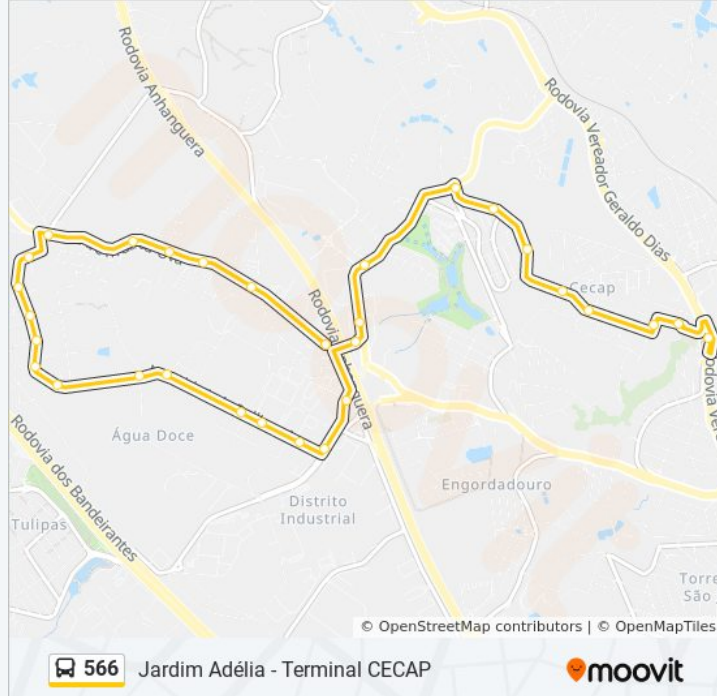 Rodovia Anhanguera
Rodovia Vereador Geraldo Dias
Cecap
Água Doce
Rodovia dos Bandeirantes
Tulipas
Distrito
Industrial
Engordadouro
Torre
São
© OpenStreetMap contributors | © OpenMapTiles
566 Jardim Adélia - Terminal CECAP
moovit